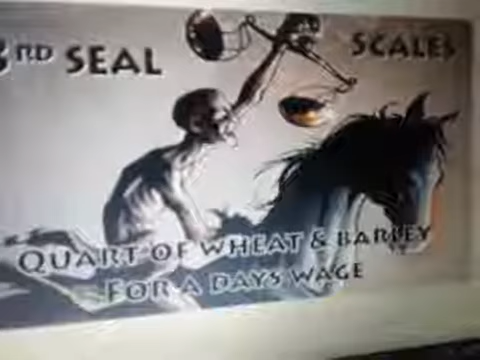 3RD SEAL
SCALES
QUART OF WHEAT & BARLEY
FOR A DAYS WAGE